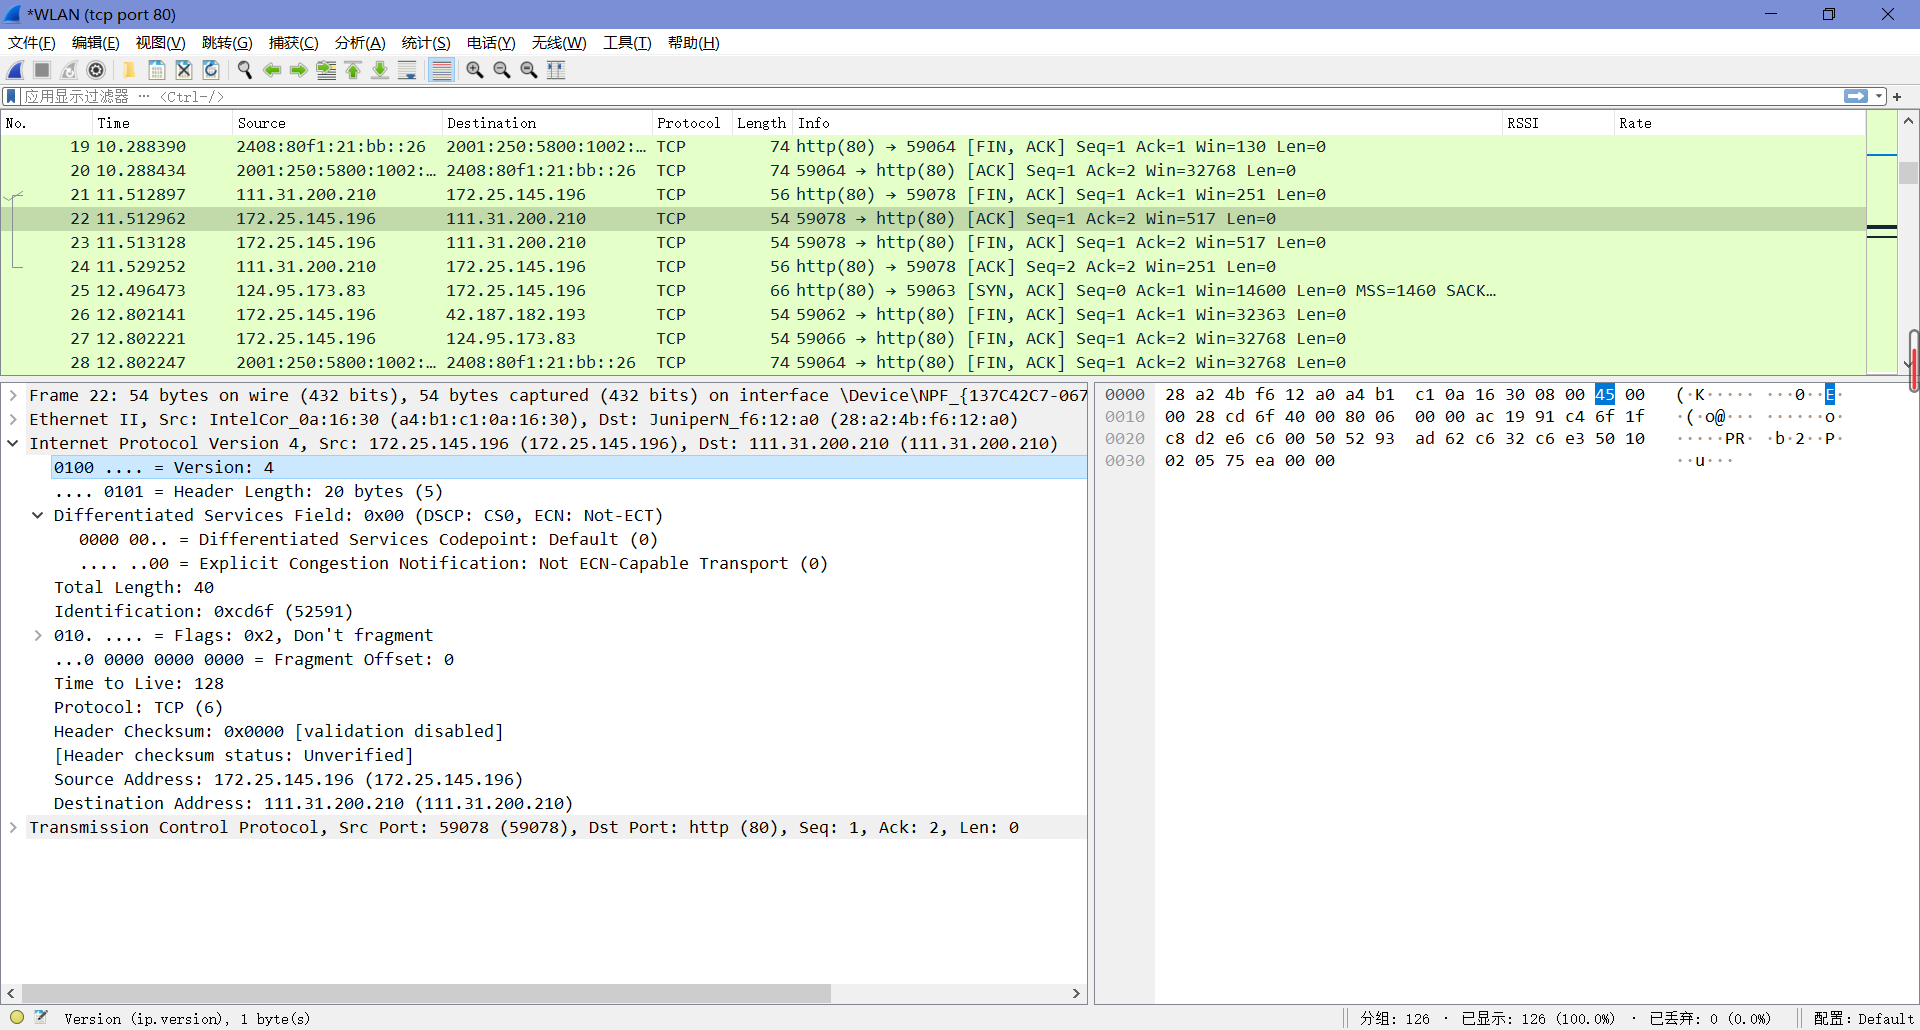 *WLAN (tcp port 80)
文件(F) 编辑(E) 视图(V) 跳转(G) 捕获(C) 分析(A) 统计(S) 电话(Y) 无线(W) 工具(T) 帮助(H)
应用显示过滤器 … <Ctrl-/>
No. Time Source Destination Protocol Length Info RSSI Rate
19 10.288390 2408:80f1:21:bb::26 2001:250:5800:1002:… TCP 74 http(80) → 59064 [FIN, ACK] Seq=1 Ack=1 Win=130 Len=0
20 10.288434 2001:250:5800:1002:… 2408:80f1:21:bb::26 TCP 74 59064 → http(80) [ACK] Seq=1 Ack=2 Win=32768 Len=0
21 11.512897 111.31.200.210 172.25.145.196 TCP 56 http(80) → 59078 [FIN, ACK] Seq=1 Ack=1 Win=251 Len=0
22 11.512962 172.25.145.196 111.31.200.210 TCP 54 59078 → http(80) [ACK] Seq=1 Ack=2 Win=517 Len=0
23 11.513128 172.25.145.196 111.31.200.210 TCP 54 59078 → http(80) [FIN, ACK] Seq=1 Ack=2 Win=517 Len=0
24 11.529252 111.31.200.210 172.25.145.196 TCP 56 http(80) → 59078 [ACK] Seq=2 Ack=2 Win=251 Len=0
25 12.496473 124.95.173.83 172.25.145.196 TCP 66 http(80) → 59063 [SYN, ACK] Seq=0 Ack=1 Win=14600 Len=0 MSS=1460 SACK…
26 12.802141 172.25.145.196 42.187.182.193 TCP 54 59062 → http(80) [FIN, ACK] Seq=1 Ack=1 Win=32363 Len=0
27 12.802221 172.25.145.196 124.95.173.83 TCP 54 59066 → http(80) [FIN, ACK] Seq=1 Ack=2 Win=32768 Len=0
28 12.802247 2001:250:5800:1002:… 2408:80f1:21:bb::26 TCP 74 59064 → http(80) [FIN, ACK] Seq=1 Ack=2 Win=32768 Len=0
Frame 22: 54 bytes on wire (432 bits), 54 bytes captured (432 bits) on interface \Device\NPF_{137C42C7-067
Ethernet II, Src: IntelCor_0a:16:30 (a4:b1:c1:0a:16:30), Dst: JuniperN_f6:12:a0 (28:a2:4b:f6:12:a0)
Internet Protocol Version 4, Src: 172.25.145.196 (172.25.145.196), Dst: 111.31.200.210 (111.31.200.210)
0100 .... = Version: 4
.... 0101 = Header Length: 20 bytes (5)
Differentiated Services Field: 0x00 (DSCP: CS0, ECN: Not-ECT)
0000 00.. = Differentiated Services Codepoint: Default (0)
.... ..00 = Explicit Congestion Notification: Not ECN-Capable Transport (0)
Total Length: 40
Identification: 0xcd6f (52591)
010. .... = Flags: 0x2, Don't fragment
...0 0000 0000 0000 = Fragment Offset: 0
Time to Live: 128
Protocol: TCP (6)
Header Checksum: 0x0000 [validation disabled]
[Header checksum status: Unverified]
Source Address: 172.25.145.196 (172.25.145.196)
Destination Address: 111.31.200.210 (111.31.200.210)
Transmission Control Protocol, Src Port: 59078 (59078), Dst Port: http (80), Seq: 1, Ack: 2, Len: 0
0000 28 a2 4b f6 12 a0 a4 b1 c1 0a 16 30 08 00 45 00 (·K····· ···0··E·
0010 00 28 cd 6f 40 00 80 06 00 00 ac 19 91 c4 6f 1f ·(·o@··· ······o·
0020 c8 d2 e6 c6 00 50 52 93 ad 62 c6 32 c6 e3 50 10 ·····PR· ·b·2··P·
0030 02 05 75 ea 00 00 ··u···
Version (ip.version), 1 byte(s)
分组: 126 · 已显示: 126 (100.0%) · 已丢弃: 0 (0.0%)
配置: Default